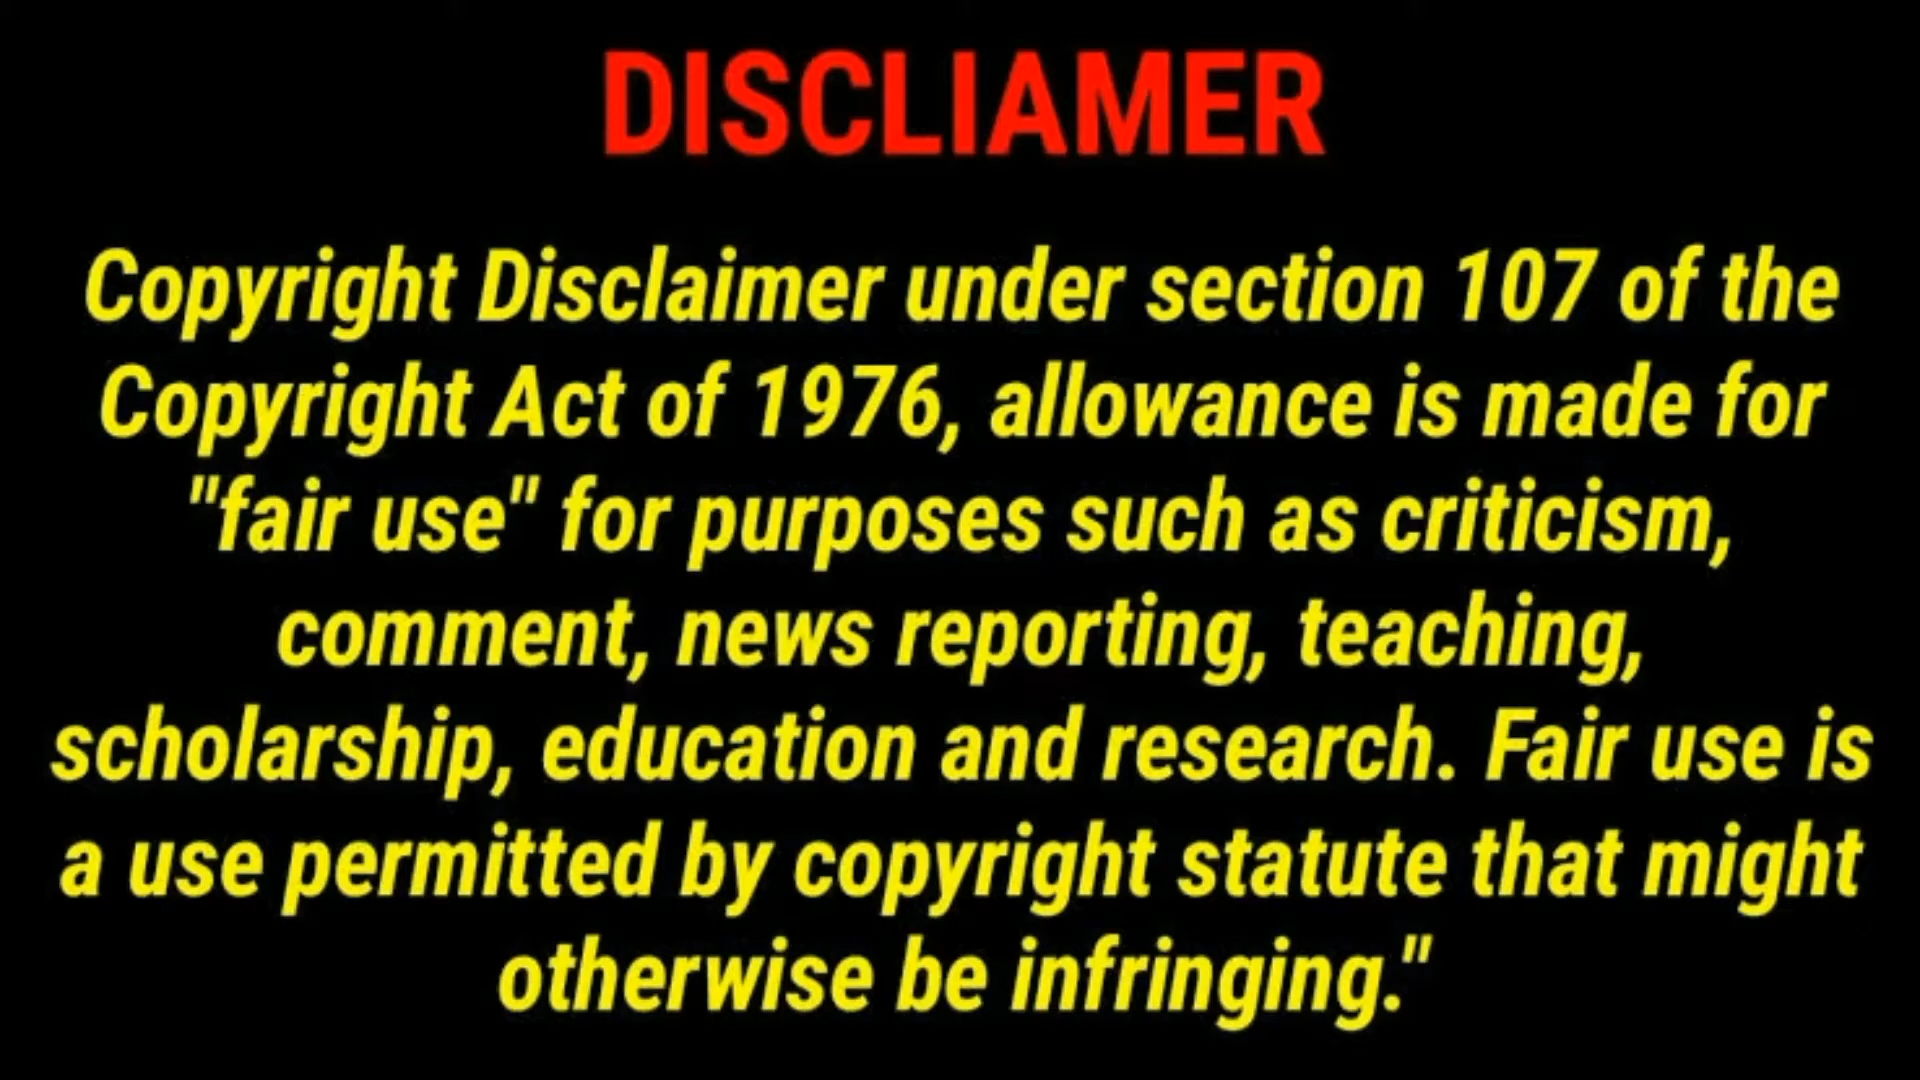 DISCLIAMER
Copyright Disclaimer under section 107 of the
Copyright Act of 1976, allowance is made for
"fair use" for purposes such as criticism,
comment, news reporting, teaching,
scholarship, education and research. Fair use is
a use permitted by copyright statute that might
otherwise be infringing."